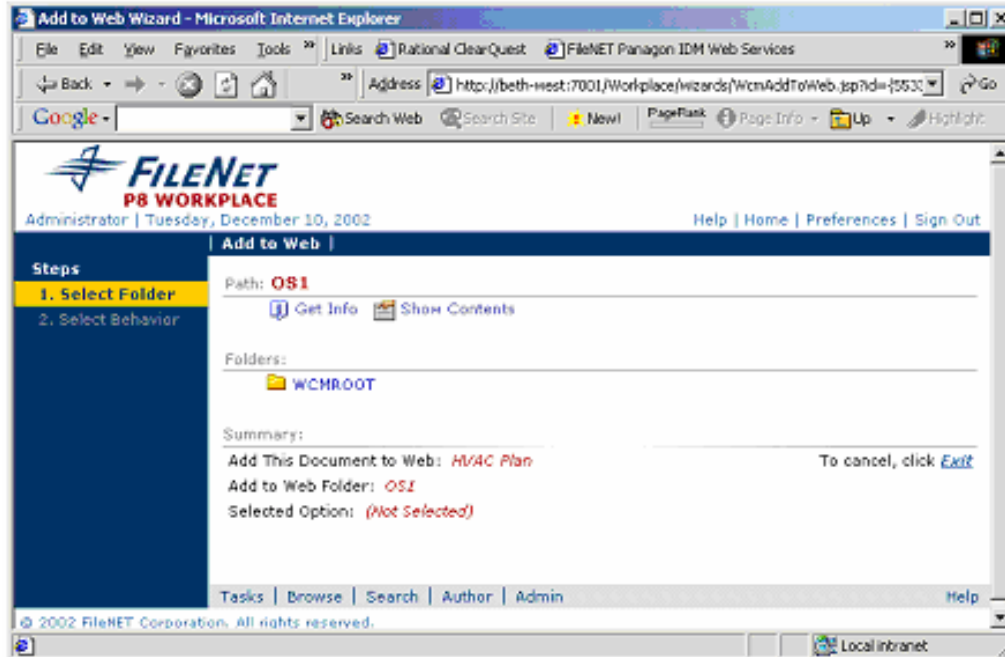 Add to Web Wizard - Microsoft Internet Explorer
File Edit View Favorites Tools » Links Rational ClearQuest FileNET Panagon IDM Web Services »
Back Address http://beth-west:7001/Workplace/wizards/WcmAddToWeb.jsp?id={5533 Go
Google Search Web Search Site New! PageRank Page Info Up Highlight
FILENET
P8 WORKPLACE
Administrator | Tuesday, December 10, 2002 Help | Home | Preferences | Sign Out
| Add to Web |
Steps
1. Select Folder
2. Select Behavior
Path: OS1
Get Info Show Contents
Folders:
WCMROOT
Summary:
Add This Document to Web: HVAC Plan To cancel, click Exit
Add to Web Folder: OS1
Selected Option: (Not Selected)
Tasks | Browse | Search | Author | Admin Help
© 2002 FileNET Corporation. All rights reserved.
Local intranet